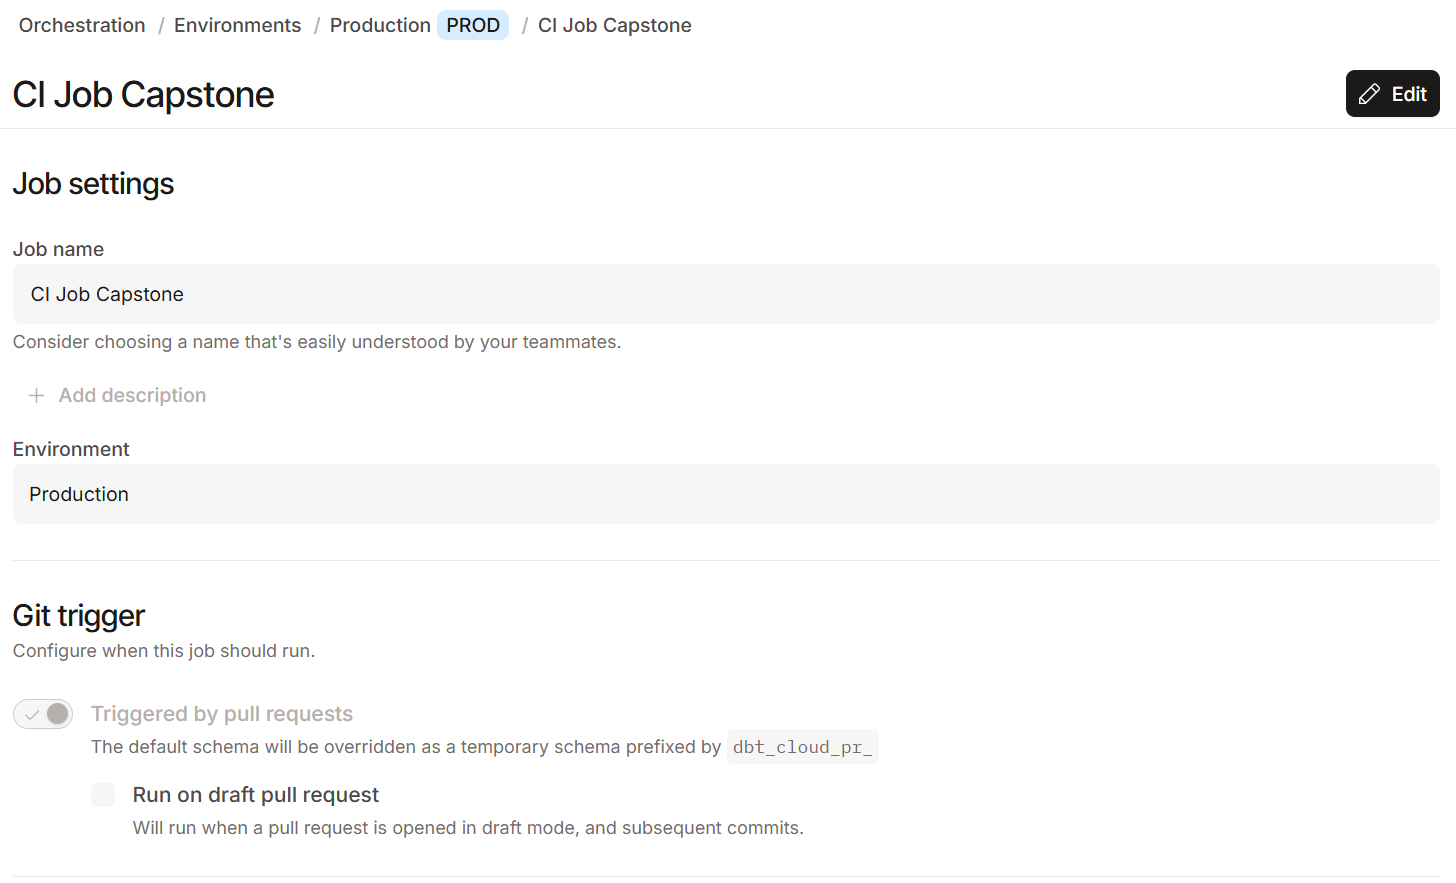 Orchestration / Environments / Production PROD / CI Job Capstone
CI Job Capstone
Edit
Job settings
Job name
CI Job Capstone
Consider choosing a name that's easily understood by your teammates.
+ Add description
Environment
Production
Git trigger
Configure when this job should run.
Triggered by pull requests
The default schema will be overridden as a temporary schema prefixed by dbt_cloud_pr_
Run on draft pull request
Will run when a pull request is opened in draft mode, and subsequent commits.